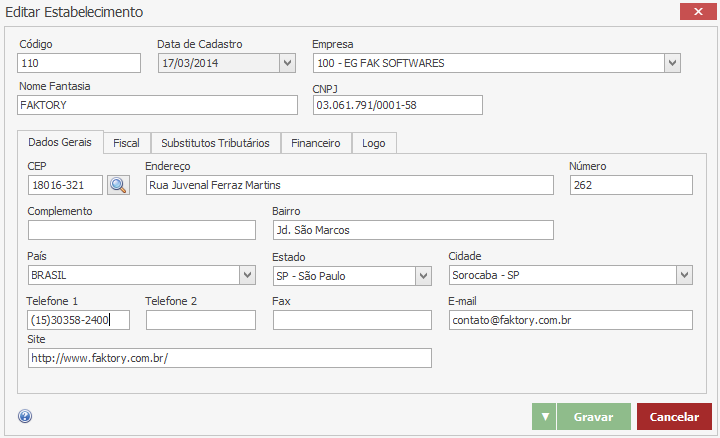 Editar Estabelecimento
Código Data de Cadastro Empresa
110 17/03/2014 100 - EG FAK SOFTWARES
Nome Fantasia CNPJ
FAKTORY 03.061.791/0001-58
Dados Gerais Fiscal Substitutos Tributários Financeiro Logo
CEP Endereço Número
18016-321 Rua Juvenal Ferraz Martins 262
Complemento Bairro
Jd. São Marcos
País Estado Cidade
BRASIL SP - São Paulo Sorocaba - SP
Telefone 1 Telefone 2 Fax E-mail
(15)30358-2400 contato@faktory.com.br
Site
http://www.faktory.com.br/
Gravar Cancelar